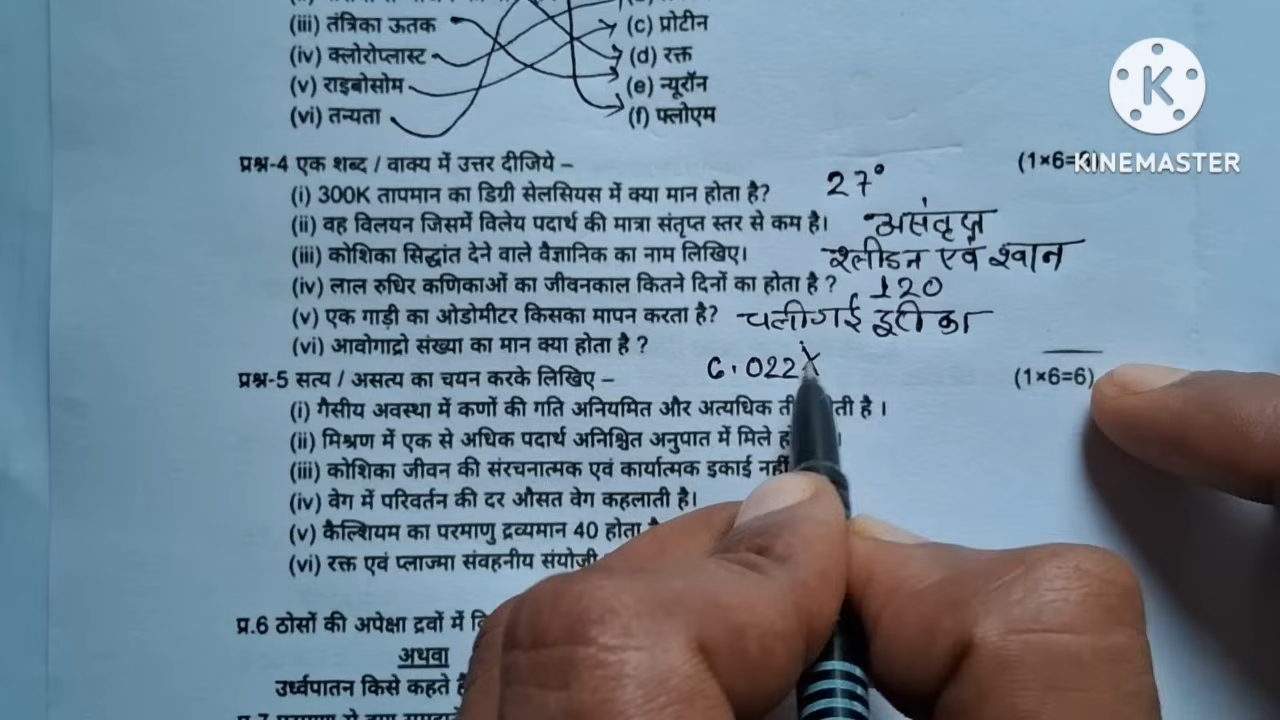 (iii) तंत्रिका ऊतक (c) प्रोटीन
(iv) क्लोरोप्लास्ट (d) रक्त
(v) राइबोसोम (e) न्यूरॉन
(vi) तन्यता (f) फ्लोएम
K
KINEMASTER
प्रश्न-4 एक शब्द / वाक्य में उत्तर दीजिये – (1×6=
(i) 300K तापमान का डिग्री सेलसियस में क्या मान होता है? 27°
(ii) वह विलयन जिसमें विलेय पदार्थ की मात्रा संतृप्त स्तर से कम है। असंतृप्त
(iii) कोशिका सिद्धांत देने वाले वैज्ञानिक का नाम लिखिए। श्लीडन एवं श्वान
(iv) लाल रुधिर कणिकाओं का जीवनकाल कितने दिनों का होता है ? 120
(v) एक गाड़ी का ओडोमीटर किसका मापन करता है? चली गई दूरी का
(vi) आवोगाद्रो संख्या का मान क्या होता है ? 6.022×
प्रश्न-5 सत्य / असत्य का चयन करके लिखिए – (1×6=6)
(i) गैसीय अवस्था में कणों की गति अनियमित और अत्यधिक ती है ।
(ii) मिश्रण में एक से अधिक पदार्थ अनिश्चित अनुपात में मिले
(iii) कोशिका जीवन की संरचनात्मक एवं कार्यात्मक इकाई नहीं
(iv) वेग में परिवर्तन की दर औसत वेग कहलाती है।
(v) कैल्शियम का परमाणु द्रव्यमान 40 होता
(vi) रक्त एवं प्लाज्मा संवहनीय संयोजी
प्र.6 ठोसों की अपेक्षा द्रवों में
अथवा
उर्ध्वपातन किसे कहते